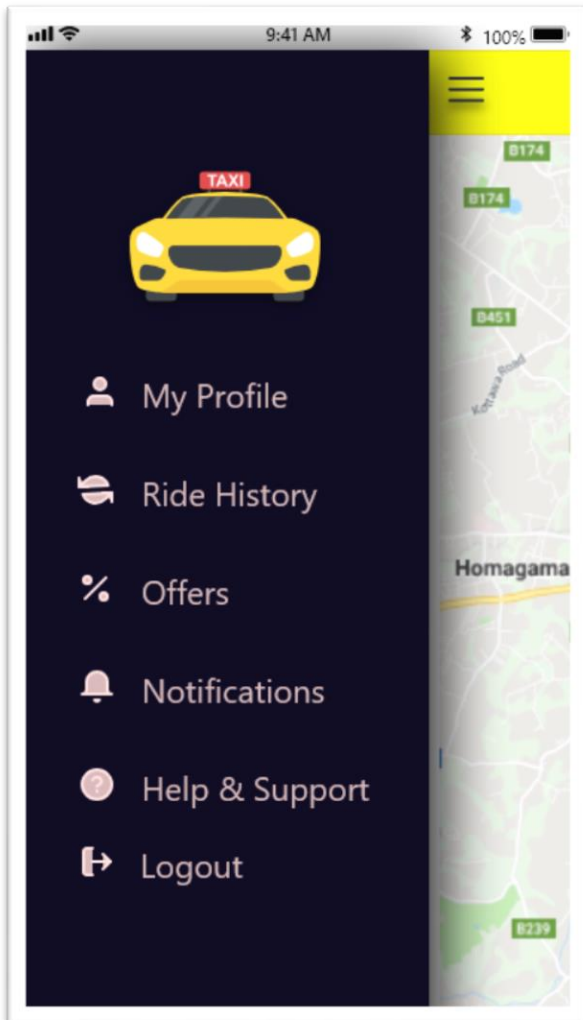 9:41 AM
100%
TAXI
B174
B174
B451
Kottawa Road
My Profile
Ride History
Homagama
Offers
Notifications
Help & Support
Logout
B239